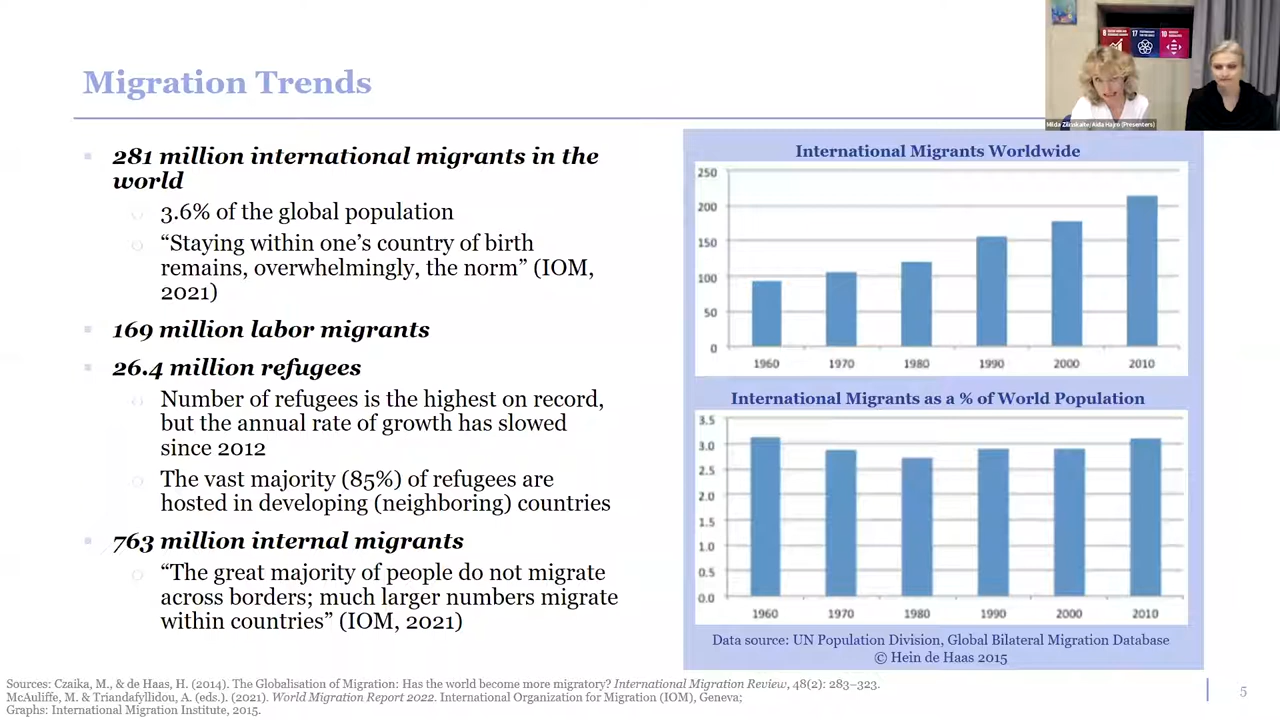 Migration Trends
281 million international migrants in the
world
3.6% of the global population
“Staying within one’s country of birth
remains, overwhelmingly, the norm” (IOM,
2021)
169 million labor migrants
26.4 million refugees
Number of refugees is the highest on record,
but the annual rate of growth has slowed
since 2012
The vast majority (85%) of refugees are
hosted in developing (neighboring) countries
763 million internal migrants
“The great majority of people do not migrate
across borders; much larger numbers migrate
within countries” (IOM, 2021)
International Migrants Worldwide
250
200
150
100
50
0
1960 1970 1980 1990 2000 2010
International Migrants as a % of World Population
3.5
3.0
2.5
2.0
1.5
1.0
0.5
0.0
1960 1970 1980 1990 2000 2010
Data source: UN Population Division, Global Bilateral Migration Database
© Hein de Haas 2015
Sources: Czaika, M., & de Haas, H. (2014). The Globalisation of Migration: Has the world become more migratory? International Migration Review, 48(2): 283–323.
McAuliffe, M. & Triandafyllidou, A. (eds.). (2021). World Migration Report 2022. International Organization for Migration (IOM), Geneva;
Graphs: International Migration Institute, 2015.
5
8 17 10
(Presenters)